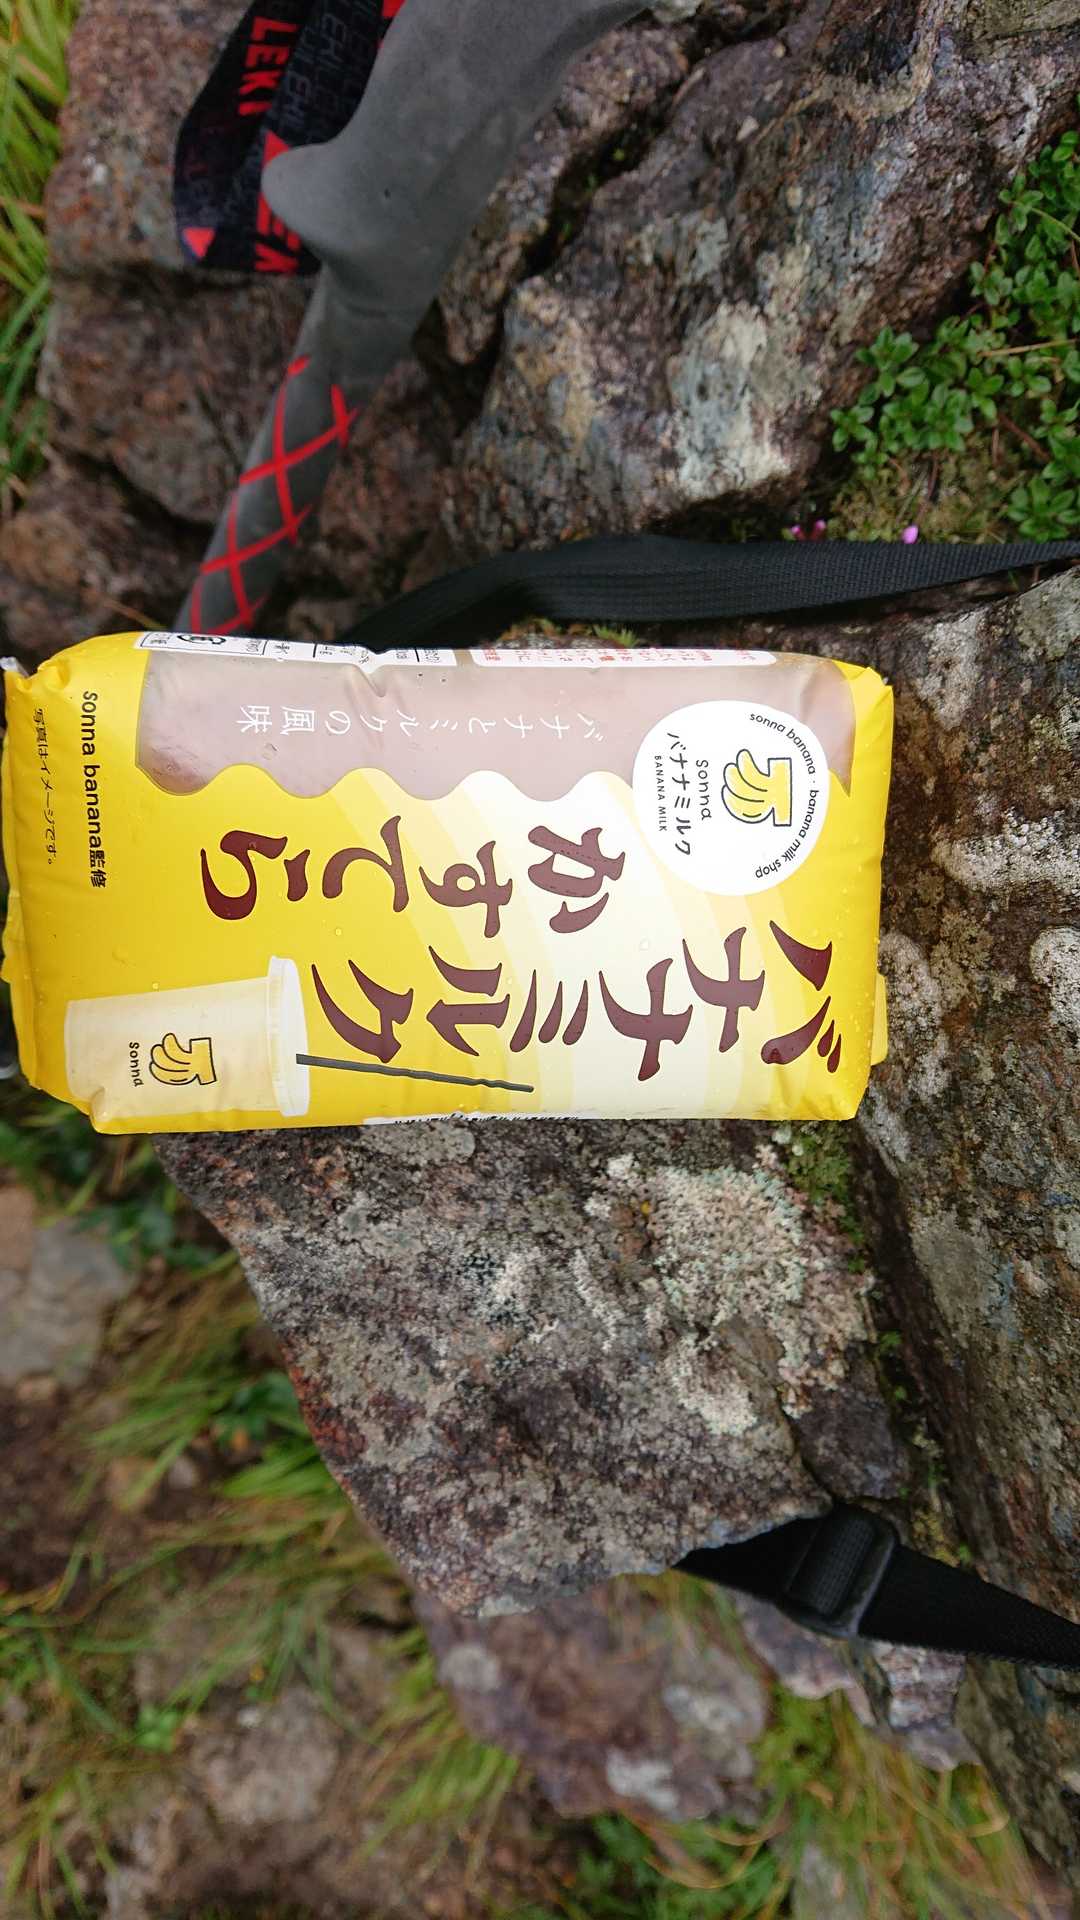 sonna banana・banana milk shop
sonna
バナナミルク
BANANA MILK
バナナとミルクの風味
バナナミルク
かすてら
sonna
sonna banana監修
写真はイメージです。
LEKI